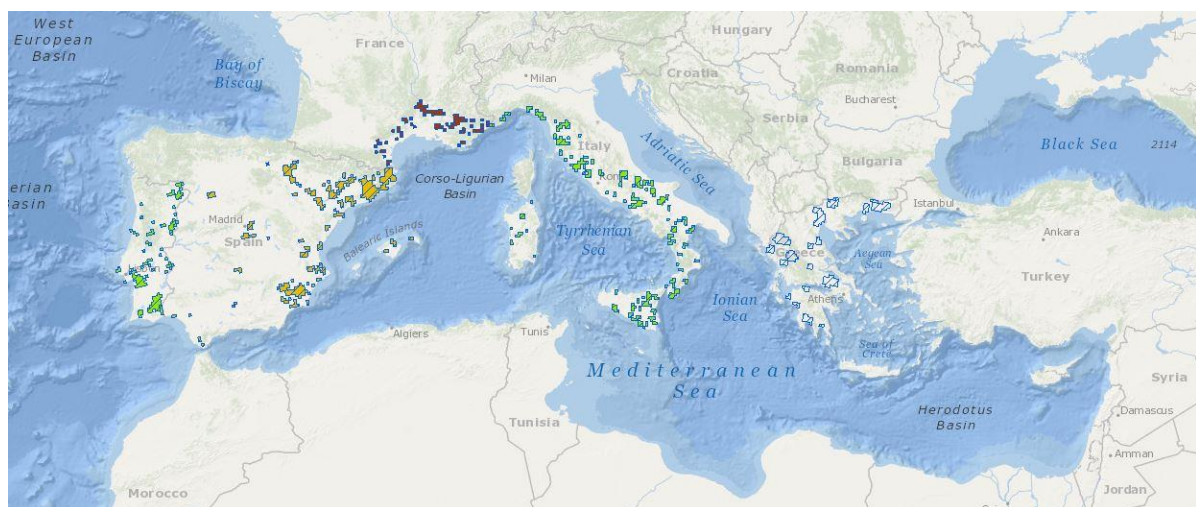 West
European
Basin
France
Hungary
Bay of
Biscay
Milan
Croatia
Romania
Bucharest
Serbia
Italy
Adriatic Sea
Black Sea
2114
Bulgaria
Corso-Ligurian
Basin
Istanbul
Madrid
Spain
Balearic Islands
Tyrrhenian
Sea
Ankara
Greece
Aegean
Sea
Turkey
Ionian
Sea
Athens
Algiers
Tunis
Sea of
Crete
Mediterranean
Sea
Syria
Herodotus
Basin
Damascus
Tunisia
Amman
Morocco
Jordan